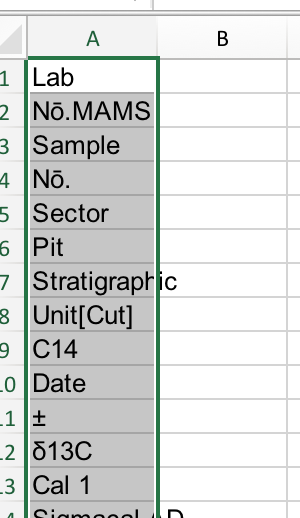 A B
1 Lab
2 Nō.MAMS
3 Sample
4 Nō.
5 Sector
6 Pit
7 Stratigraphic
8 Unit[Cut]
9 C14
10 Date
11 ±
12 δ13C
13 Cal 1
Sigmacal AD